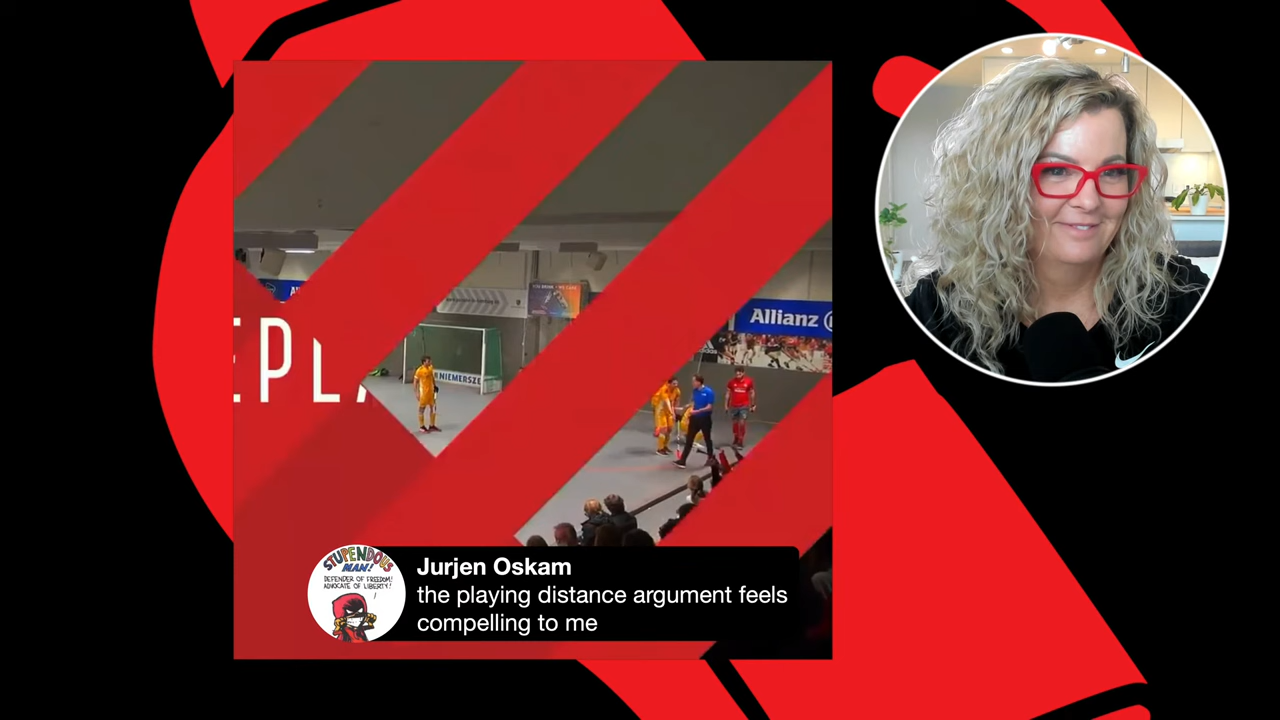 Allianz
EPL
NIEMERSZE
STUPENDOUS
MAN!
DEFENDER OF FREEDOM!
ADVOCATE OF LIBERTY!
Jurjen Oskam
the playing distance argument feels
compelling to me